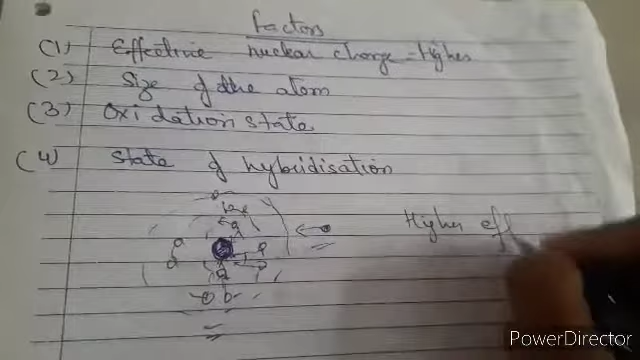 Factors
(1) Effective nuclear charge - Higher
(2) Size of the atom
(3) Oxidation state
(4) State of hybridisation
Higher eff
PowerDirector